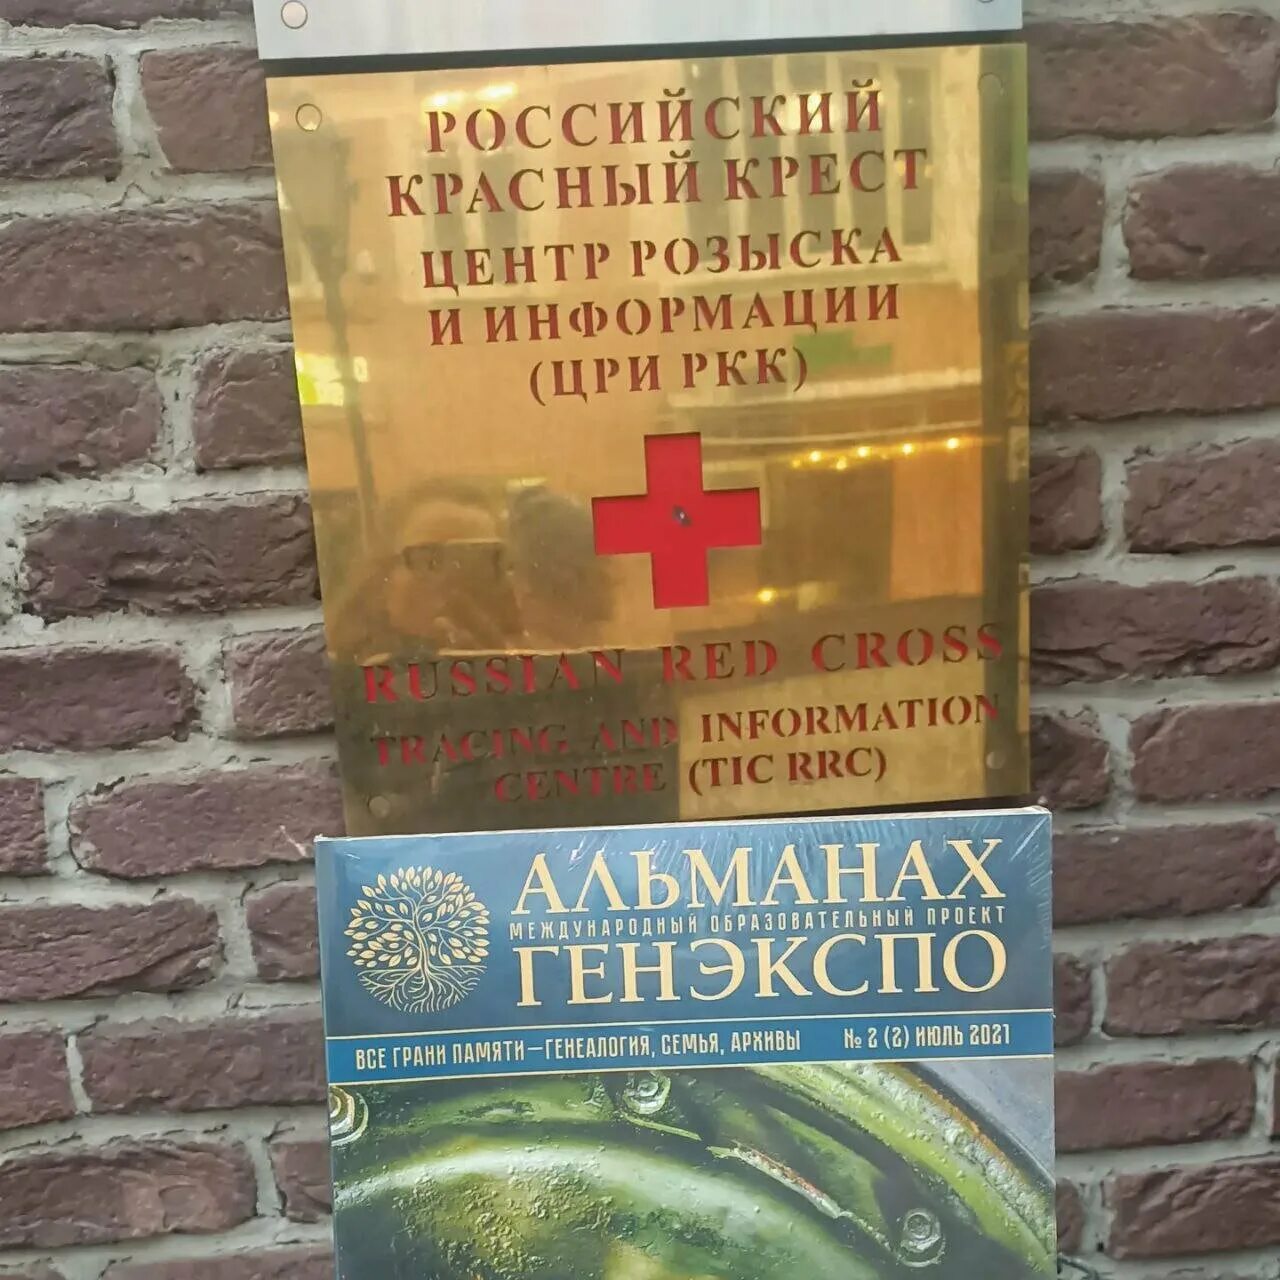 РОССИЙСКИЙ
КРАСНЫЙ КРЕСТ
ЦЕНТР РОЗЫСКА
И ИНФОРМАЦИИ
(ЦРИ РКК)
RUSSIAN RED CROSS
TRACING AND INFORMATION
CENTRE (TIC RRC)
АЛЬМАНАХ
МЕЖДУНАРОДНЫЙ ОБРАЗОВАТЕЛЬНЫЙ ПРОЕКТ
ГЕНЭКСПО
ВСЕ ГРАНИ ПАМЯТИ—ГЕНЕАЛОГИЯ, СЕМЬЯ, АРХИВЫ № 2 (2) ИЮЛЬ 2021